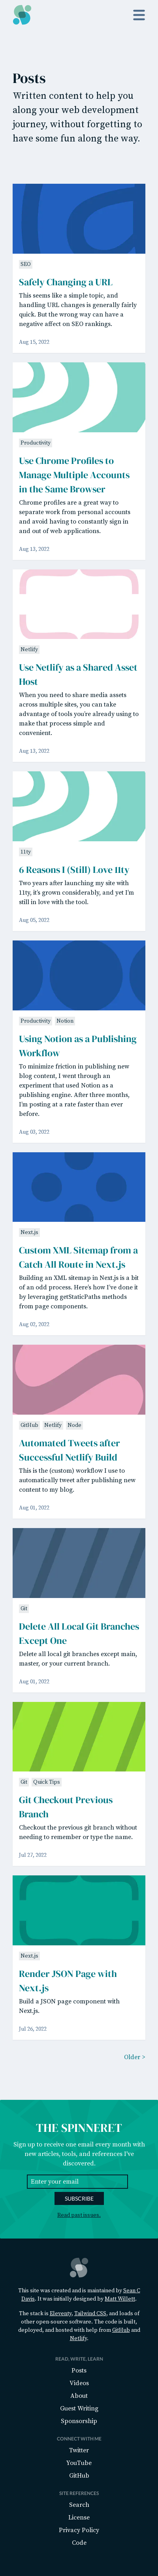 Posts
Written content to help you
along your web development
journey, without forgetting to
have some fun along the way.
SEO
Safely Changing a URL
This seems like a simple topic, and
handling URL changes is generally fairly
quick. But the wrong way can have a
negative affect on SEO rankings.
Aug 15, 2022
Productivity
Use Chrome Profiles to
Manage Multiple Accounts
in the Same Browser
Chrome profiles are a great way to
separate work from personal accounts
and avoid having to constantly sign in
and out of web applications.
Aug 13, 2022
Netlify
Use Netlify as a Shared Asset
Host
When you need to share media assets
across multiple sites, you can take
advantage of tools you're already using to
make that process simple and
convenient.
Aug 13, 2022
11ty
6 Reasons I (Still) Love 11ty
Two years after launching my site with
11ty, it's grown considerably, and yet I'm
still in love with the tool.
Aug 05, 2022
Productivity Notion
Using Notion as a Publishing
Workflow
To minimize friction in publishing new
blog content, I went through an
experiment that used Notion as a
publishing engine. After three months,
I'm posting at a rate faster than ever
before.
Aug 03, 2022
Next.js
Custom XML Sitemap from a
Catch All Route in Next.js
Building an XML sitemap in Nest.js is a bit
of an odd process. Here's how I've done it
by leveraging getStaticPaths methods
from page components.
Aug 02, 2022
GitHub Netlify Node
Automated Tweets after
Successful Netlify Build
This is the (custom) workflow I use to
automatically tweet after publishing new
content to my blog.
Aug 01, 2022
Git
Delete All Local Git Branches
Except One
Delete all local git branches except main,
master, or your current branch.
Aug 01, 2022
Git Quick Tips
Git Checkout Previous
Branch
Checkout the previous git branch without
needing to remember or type the name.
Jul 27, 2022
Next.js
Render JSON Page with
Next.js
Build a JSON page component with
Next.js.
Jul 26, 2022
Older >
THE SPINNERET
Sign up to receive one email every month with
new articles, topics, and references I've
discovered.
Enter your email
SUBSCRIBE
Read past issues.
This site was created and is maintained by Sean C
Davis. It was initially designed by Matt Willett.
The stack is Eleventy, Tailwind CSS, and loads of
other open source software. The code is built,
deployed, and hosted with help from GitHub and
Netlify.
READ, WRITE, LEARN
Posts
Videos
About
Guest Writing
Sponsorship
CONNECT WITH ME
Twitter
YouTube
GitHub
SITE REFERENCES
Search
License
Privacy Policy
Code